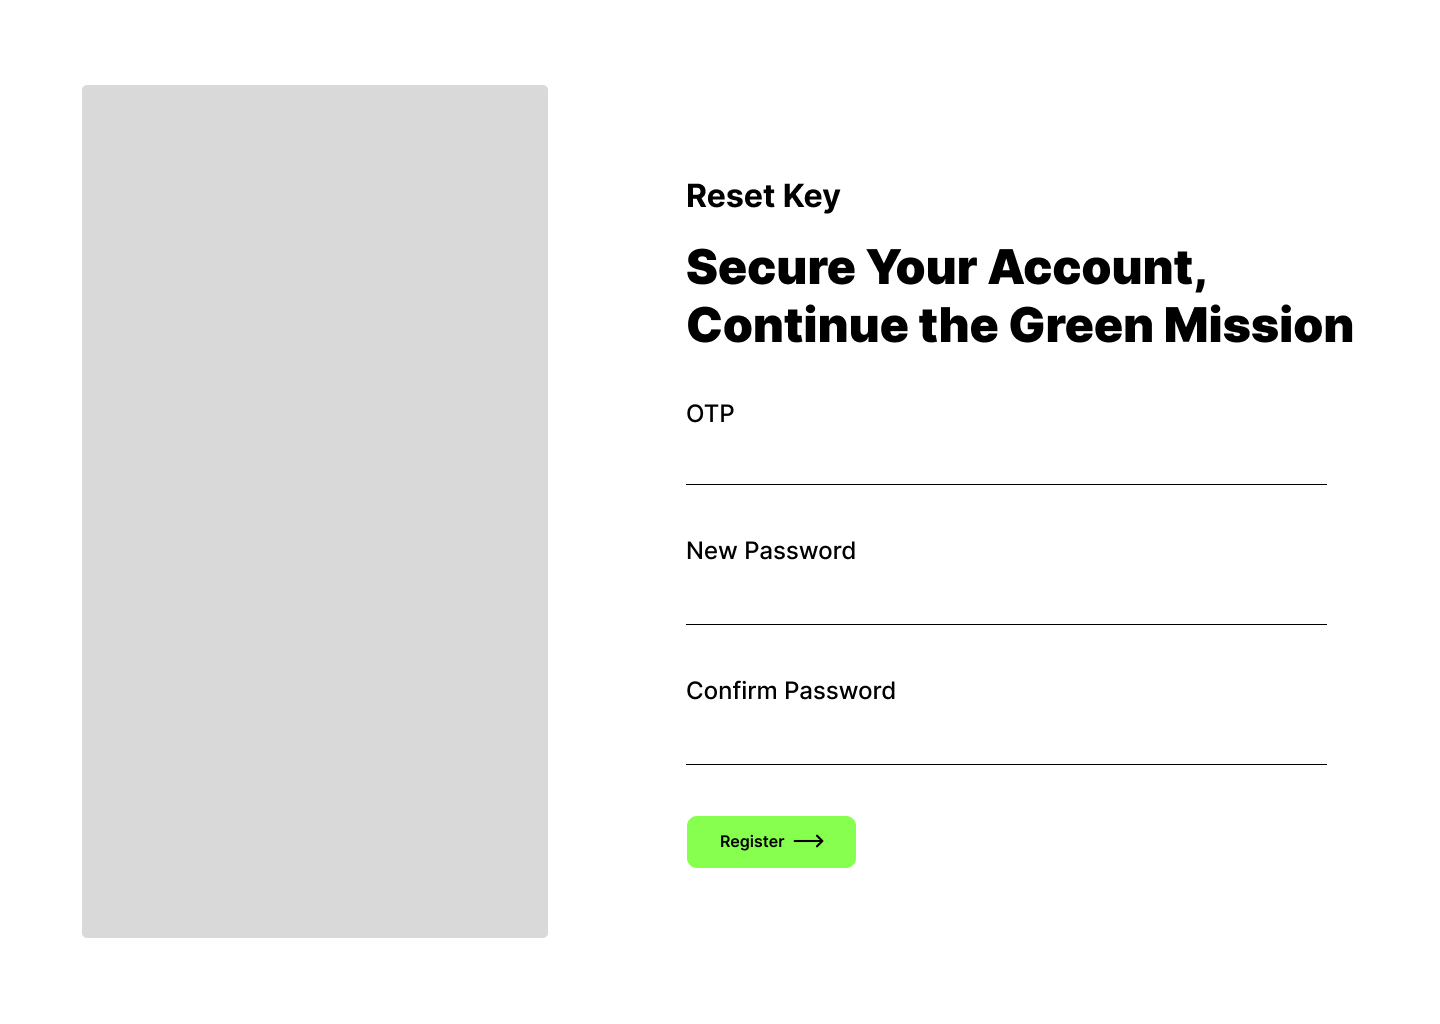 Reset Key
Secure Your Account,
Continue the Green Mission
OTP
New Password
Confirm Password
Register